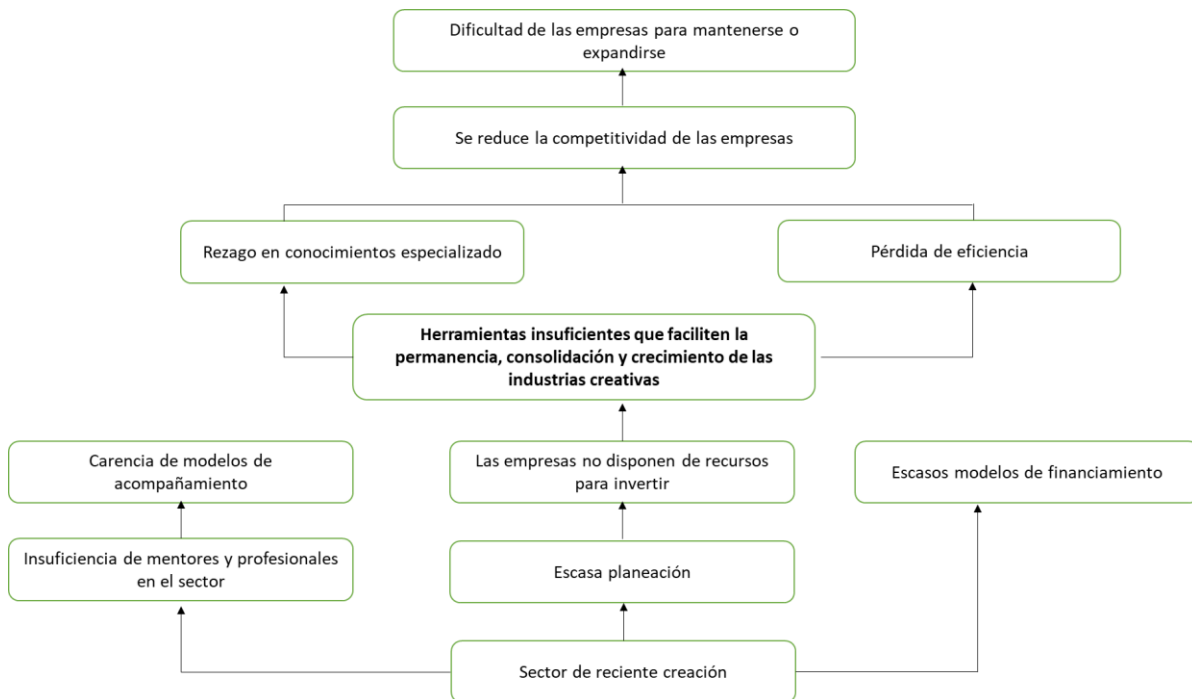 Dificultad de las empresas para mantenerse o
expandirse
Se reduce la competitividad de las empresas
Rezago en conocimientos especializado
Pérdida de eficiencia
Herramientas insuficientes que faciliten la
permanencia, consolidación y crecimiento de las
industrias creativas
Carencia de modelos de
acompañamiento
Las empresas no disponen de recursos
para invertir
Escasos modelos de financiamiento
Insuficiencia de mentores y profesionales
en el sector
Escasa planeación
Sector de reciente creación